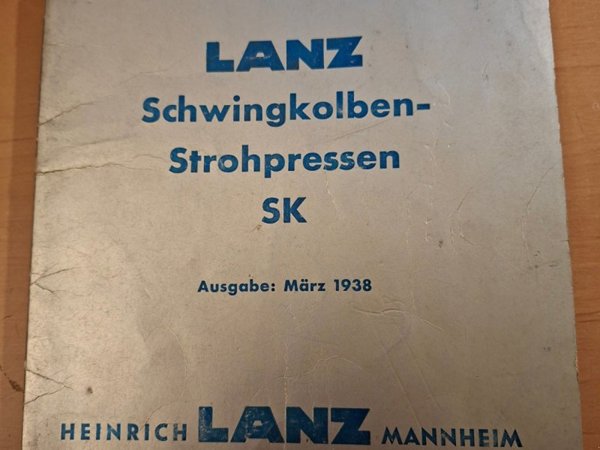 LANZ
Schwingkolben-
Strohpressen
SK
Ausgabe: März 1938
HEINRICH LANZ MANNHEIM